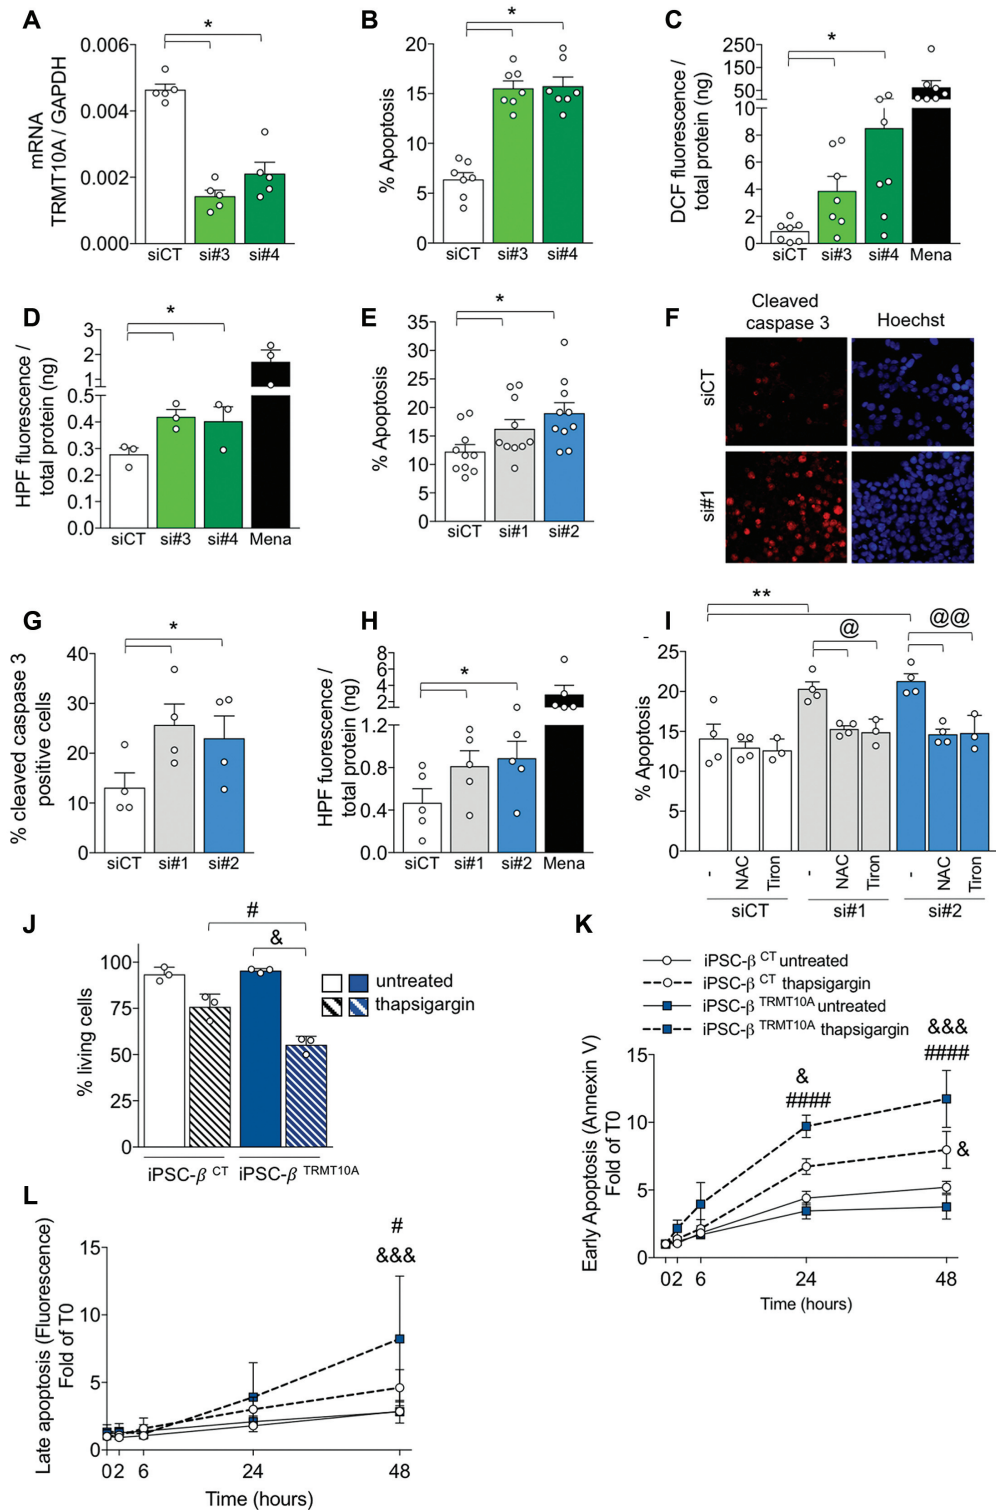 A
mRNA
TRMT10A / GAPDH
0.006
0.004
0.002
0.000
*
siCT si#3 si#4
B
% Apoptosis
20
15
10
5
0
*
siCT si#3 si#4
C
DCF fluorescence /
total protein (ng)
250
150
50
10
8
6
4
2
0
*
siCT si#3 si#4 Mena
D
HPF fluorescence /
total protein (ng)
3
2
1
0.5
0.4
0.3
0.2
0.1
0.0
*
siCT si#3 si#4 Mena
E
% Apoptosis
35
30
25
20
15
10
5
0
*
siCT si#1 si#2
F
Cleaved
caspase 3
Hoechst
siCT
si#1
G
% cleaved caspase 3
positive cells
40
30
20
10
0
*
siCT si#1 si#2
H
HPF fuorescence /
total protein (ng)
8
6
4
2
1.2
0.8
0.4
0.0
*
siCT si#1 si#2 Mena
I
-
% Apoptosis
25
20
15
10
5
0
**
@
@@
- NAC Tiron - NAC Tiron - NAC Tiron
siCT si#1 si#2
J
% living cells
100
75
50
25
0
#
&
untreated
thapsigargin
iPSC-β CT iPSC-β TRMT10A
K
iPSC-β CT untreated
iPSC-β CT thapsigargin
iPSC-β TRMT10A untreated
iPSC-β TRMT10A thapsigargin
Early Apoptosis (Annexin V)
Fold of T0
15
10
5
0
&
####
&&&
####
&
0 2 6 24 48
Time (hours)
L
Late apoptosis (Fluorescence)
Fold of T0
15
10
5
0
#
&&&
0 2 6 24 48
Time (hours)